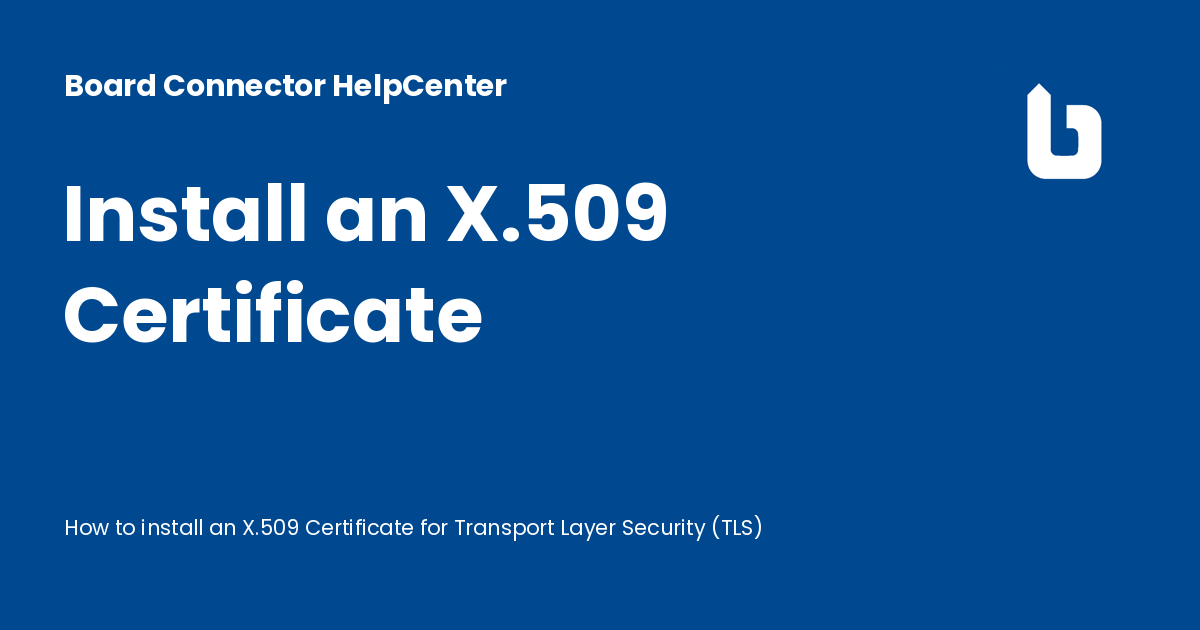 Board Connector HelpCenter
Install an X.509
Certificate
How to install an X.509 Certificate for Transport Layer Security (TLS)